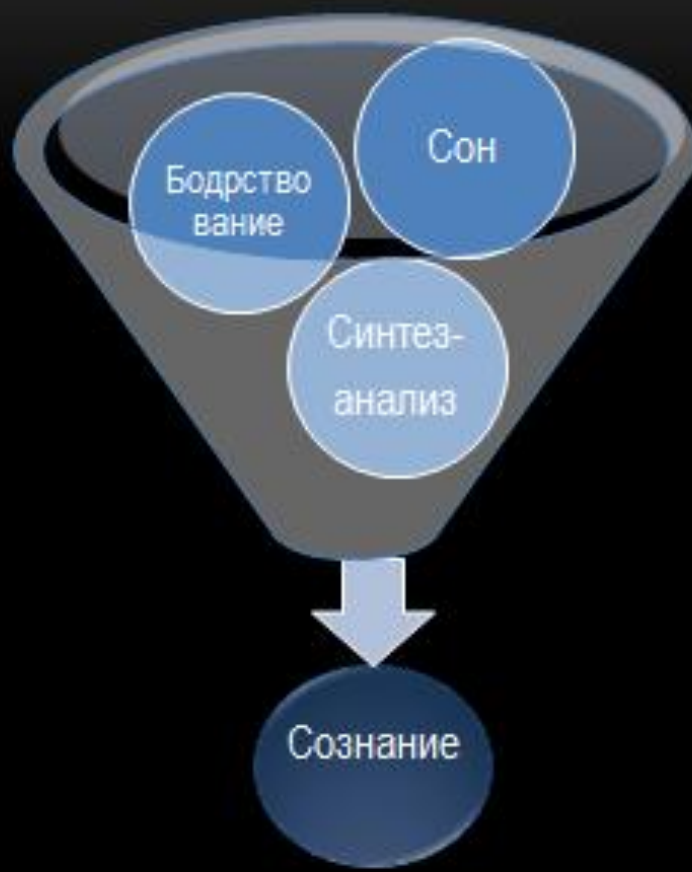 Сон
Бодрство
вание
Синтез-
анализ
Сознание